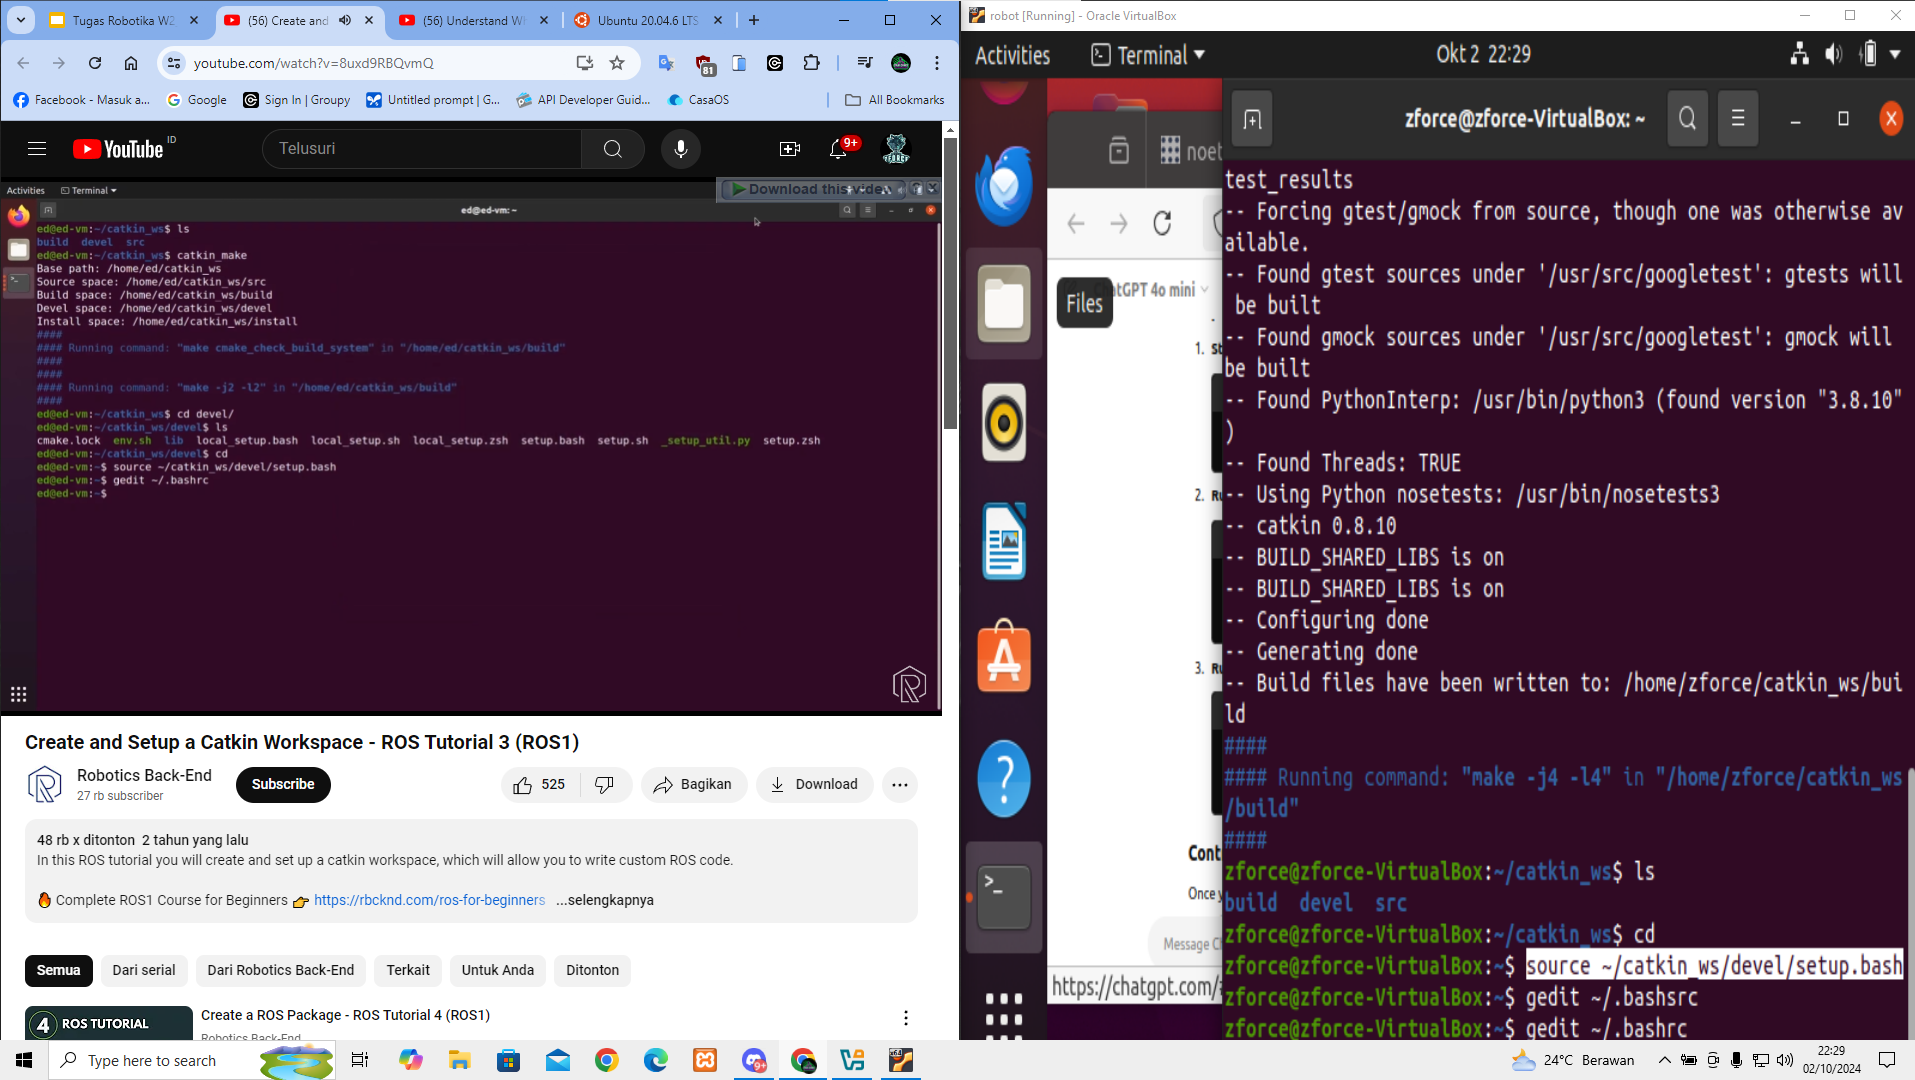 Tugas Robotika W2
(56) Create and
(56) Understand Wh
Ubuntu 20.04.6 LTS
youtube.com/watch?v=8uxd9RBQvmQ
81
Facebook - Masuk a...
Google
Sign In | Groupy
Untitled prompt | G...
API Developer Guid...
CasaOS
All Bookmarks
YouTube ID
Telusuri
9+
Activities
Terminal
Download this video
ed@ed-vm: ~
ed@ed-vm:~/catkin_ws$ ls
build devel src
ed@ed-vm:~/catkin_ws$ catkin_make
Base path: /home/ed/catkin_ws
Source space: /home/ed/catkin_ws/src
Build space: /home/ed/catkin_ws/build
Devel space: /home/ed/catkin_ws/devel
Install space: /home/ed/catkin_ws/install
####
#### Running command: "make cmake_check_build_system" in "/home/ed/catkin_ws/build"
####
####
#### Running command: "make -j2 -l2" in "/home/ed/catkin_ws/build"
####
ed@ed-vm:~/catkin_ws$ cd devel/
ed@ed-vm:~/catkin_ws/devel$ ls
cmake.lock env.sh lib local_setup.bash local_setup.sh local_setup.zsh setup.bash setup.sh _setup_util.py setup.zsh
ed@ed-vm:~/catkin_ws/devel$ cd
ed@ed-vm:~$ source ~/catkin_ws/devel/setup.bash
ed@ed-vm:~$ gedit ~/.bashrc
ed@ed-vm:~$
Create and Setup a Catkin Workspace - ROS Tutorial 3 (ROS1)
Robotics Back-End
27 rb subscriber
Subscribe
525
Bagikan
Download
48 rb x ditonton 2 tahun yang lalu
In this ROS tutorial you will create and set up a catkin workspace, which will allow you to write custom ROS code.
🔥 Complete ROS1 Course for Beginners 👉 https://rbcknd.com/ros-for-beginners ...selengkapnya
Semua
Dari serial
Dari Robotics Back-End
Terkait
Untuk Anda
Ditonton
4 ROS TUTORIAL
Create a ROS Package - ROS Tutorial 4 (ROS1)
Robotics Back-End
robot [Running] - Oracle VirtualBox
Activities
Terminal
Okt 2 22:29
noet
Files
ChatGPT 4o mini
1. St
2. Ru
3. Ru
Cont
Once y
Message C
https://chatgpt.com/
zforce@zforce-VirtualBox: ~
test_results
-- Forcing gtest/gmock from source, though one was otherwise av
ailable.
-- Found gtest sources under '/usr/src/googletest': gtests will
be built
-- Found gmock sources under '/usr/src/googletest': gmock will
be built
-- Found PythonInterp: /usr/bin/python3 (found version "3.8.10"
)
-- Found Threads: TRUE
-- Using Python nosetests: /usr/bin/nosetests3
-- catkin 0.8.10
-- BUILD_SHARED_LIBS is on
-- BUILD_SHARED_LIBS is on
-- Configuring done
-- Generating done
-- Build files have been written to: /home/zforce/catkin_ws/bui
ld
####
#### Running command: "make -j4 -l4" in "/home/zforce/catkin_ws
/build"
####
zforce@zforce-VirtualBox:~/catkin_ws$ ls
build devel src
zforce@zforce-VirtualBox:~/catkin_ws$ cd
zforce@zforce-VirtualBox:~$ source ~/catkin_ws/devel/setup.bash
zforce@zforce-VirtualBox:~$ gedit ~/.bashsrc
zforce@zforce-VirtualBox:~$ gedit ~/.bashrc
Type here to search
9+
24°C Berawan
22:29
02/10/2024